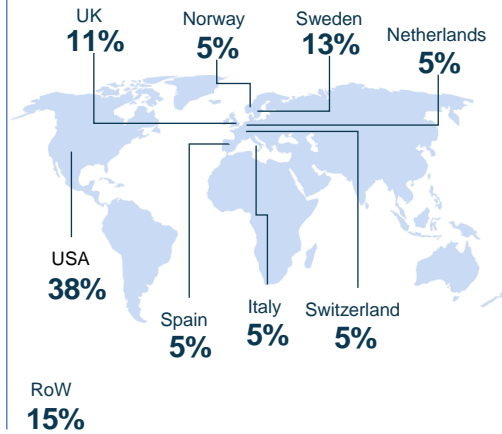 UK
11%
Norway
5%
Sweden
13%
Netherlands
5%
USA
38%
Spain
5%
Italy
5%
Switzerland
5%
RoW
15%